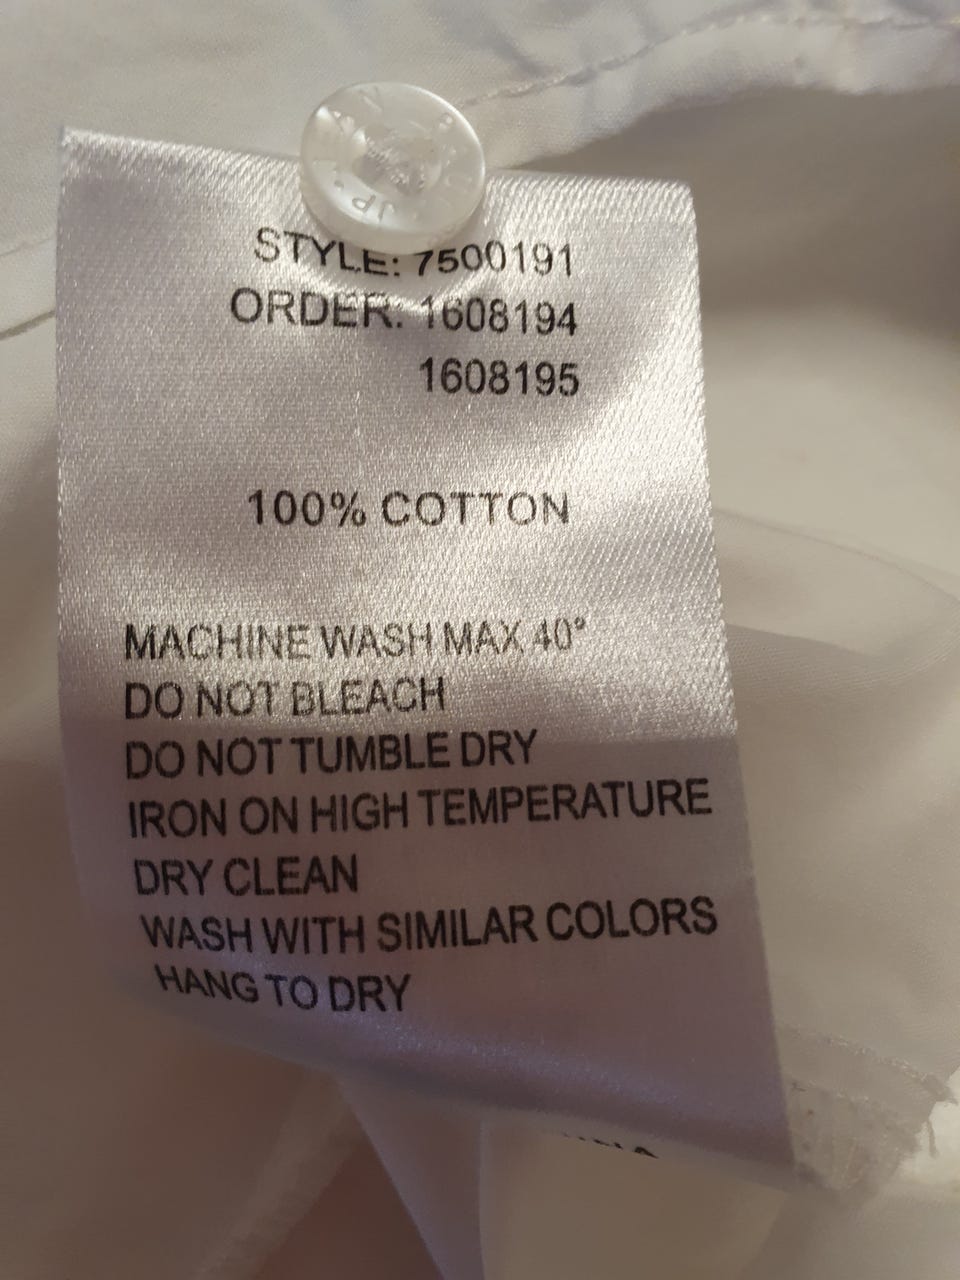 STYLE: 7500191
ORDER: 1608194
1608195
100% COTTON
MACHINE WASH MAX 40°
DO NOT BLEACH
DO NOT TUMBLE DRY
IRON ON HIGH TEMPERATURE
DRY CLEAN
WASH WITH SIMILAR COLORS
HANG TO DRY